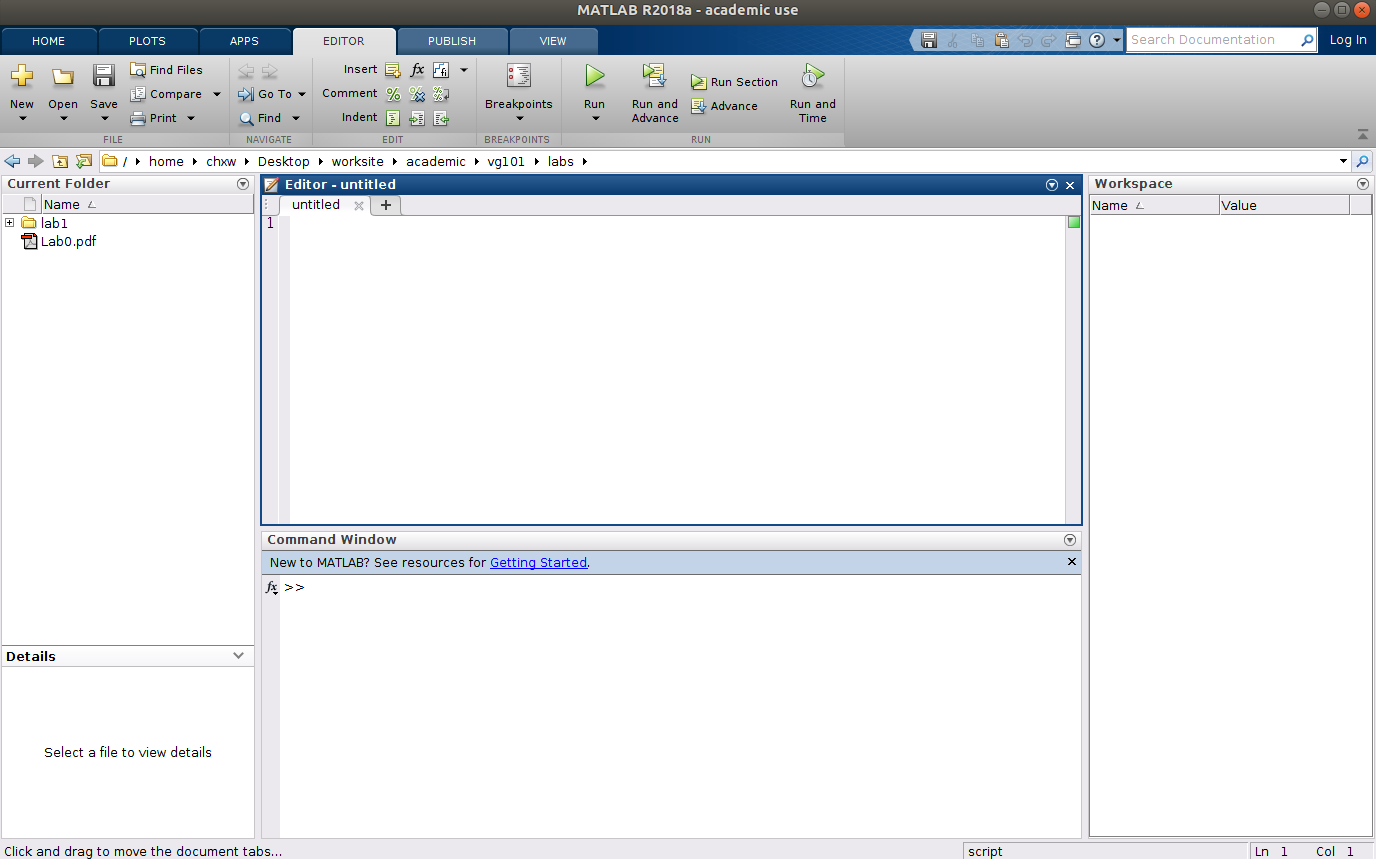 MATLAB R2018a - academic use
HOME PLOTS APPS EDITOR PUBLISH VIEW Search Documentation Log In
New Open Save Find Files Compare Print
Go To Find
Insert fx
Comment % % %
Indent
Breakpoints
Run Run and Advance Run Section Advance Run and Time
FILE NAVIGATE EDIT BREAKPOINTS RUN
/ home chxw Desktop worksite academic vg101 labs
Current Folder
Name
lab1
Lab0.pdf
Details
Select a file to view details
Editor - untitled
untitled +
1
Command Window
New to MATLAB? See resources for Getting Started.
fx >>
Workspace
Name Value
Click and drag to move the document tabs... script Ln 1 Col 1